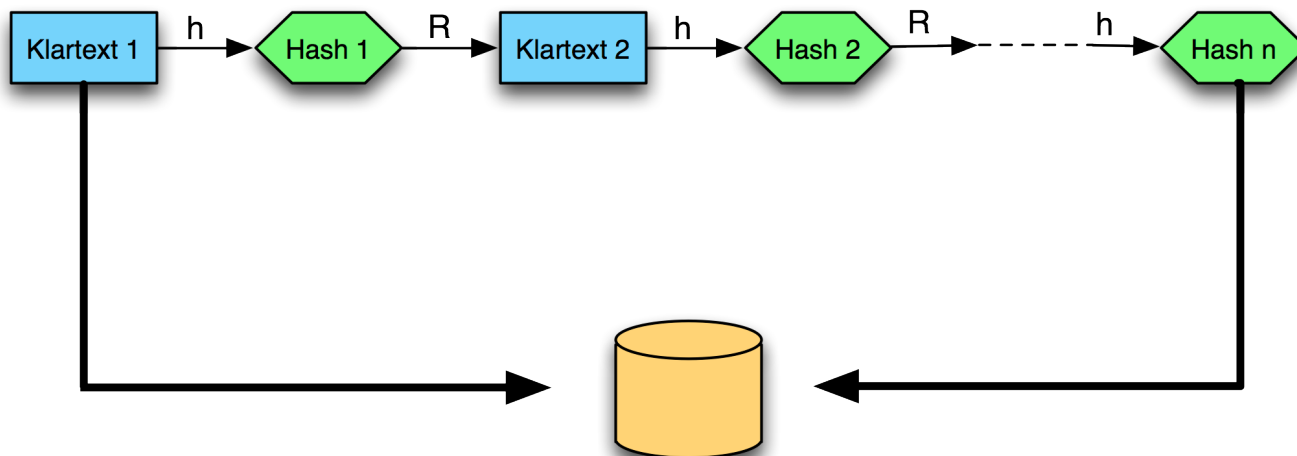 Klartext 1
h
Hash 1
R
Klartext 2
h
Hash 2
R
h
Hash n